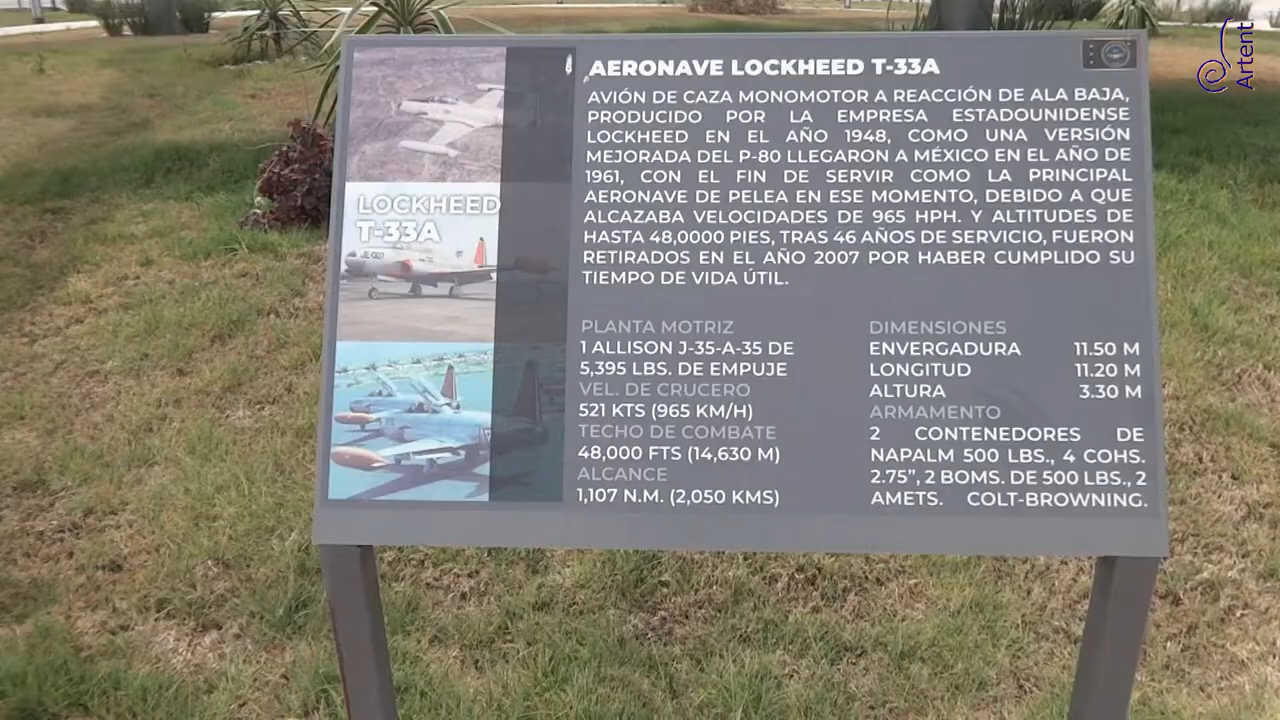 Artent
AERONAVE LOCKHEED T-33A
AVIÓN DE CAZA MONOMOTOR A REACCIÓN DE ALA BAJA,
PRODUCIDO POR LA EMPRESA ESTADOUNIDENSE
LOCKHEED EN EL AÑO 1948, COMO UNA VERSIÓN
MEJORADA DEL P-80 LLEGARON A MÉXICO EN EL AÑO DE
1961, CON EL FIN DE SERVIR COMO LA PRINCIPAL
AERONAVE DE PELEA EN ESE MOMENTO, DEBIDO A QUE
ALCAZABA VELOCIDADES DE 965 HPH. Y ALTITUDES DE
HASTA 48,0000 PIES, TRAS 46 AÑOS DE SERVICIO, FUERON
RETIRADOS EN EL AÑO 2007 POR HABER CUMPLIDO SU
TIEMPO DE VIDA ÚTIL.
LOCKHEED
T-33A
JE-007
PLANTA MOTRIZ
1 ALLISON J-35-A-35 DE
5,395 LBS. DE EMPUJE
VEL. DE CRUCERO
521 KTS (965 KM/H)
TECHO DE COMBATE
48,000 FTS (14,630 M)
ALCANCE
1,107 N.M. (2,050 KMS)
DIMENSIONES
ENVERGADURA 11.50 M
LONGITUD 11.20 M
ALTURA 3.30 M
ARMAMENTO
2 CONTENEDORES DE
NAPALM 500 LBS., 4 COHS.
2.75”, 2 BOMS. DE 500 LBS., 2
AMETS. COLT-BROWNING.